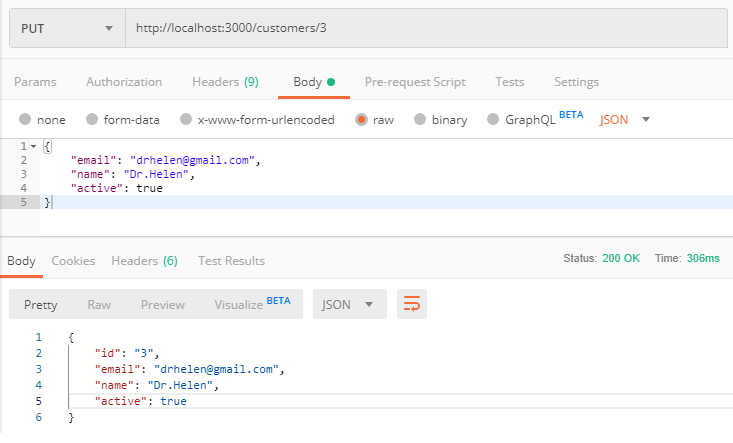 PUT http://localhost:3000/customers/3
Params Authorization Headers (9) Body Pre-request Script Tests Settings
none form-data x-www-form-urlencoded raw binary GraphQL BETA JSON
1 {
2 "email": "drhelen@gmail.com",
3 "name": "Dr.Helen",
4 "active": true
5 }
Body Cookies Headers (6) Test Results Status: 200 OK Time: 306ms
Pretty Raw Preview Visualize BETA JSON
1 {
2 "id": "3",
3 "email": "drhelen@gmail.com",
4 "name": "Dr.Helen",
5 "active": true
6 }